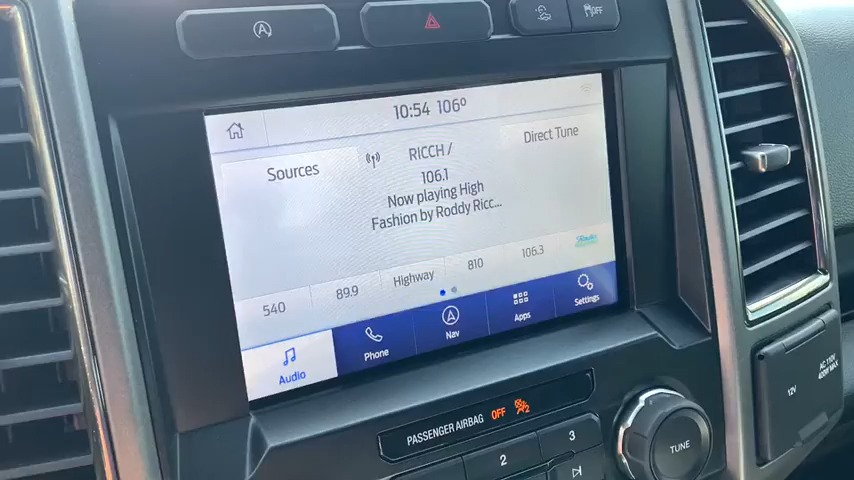 OFF
10:54 106°
Sources
RICCH /
Direct Tune
106.1
Now playing High
Fashion by Roddy Ricc...
540
89.9
Highway
810
106.3
Audio
Phone
Nav
Apps
Settings
PASSENGER AIRBAG OFF 2
2
3
TUNE
12V
AC 110V
400W MAX